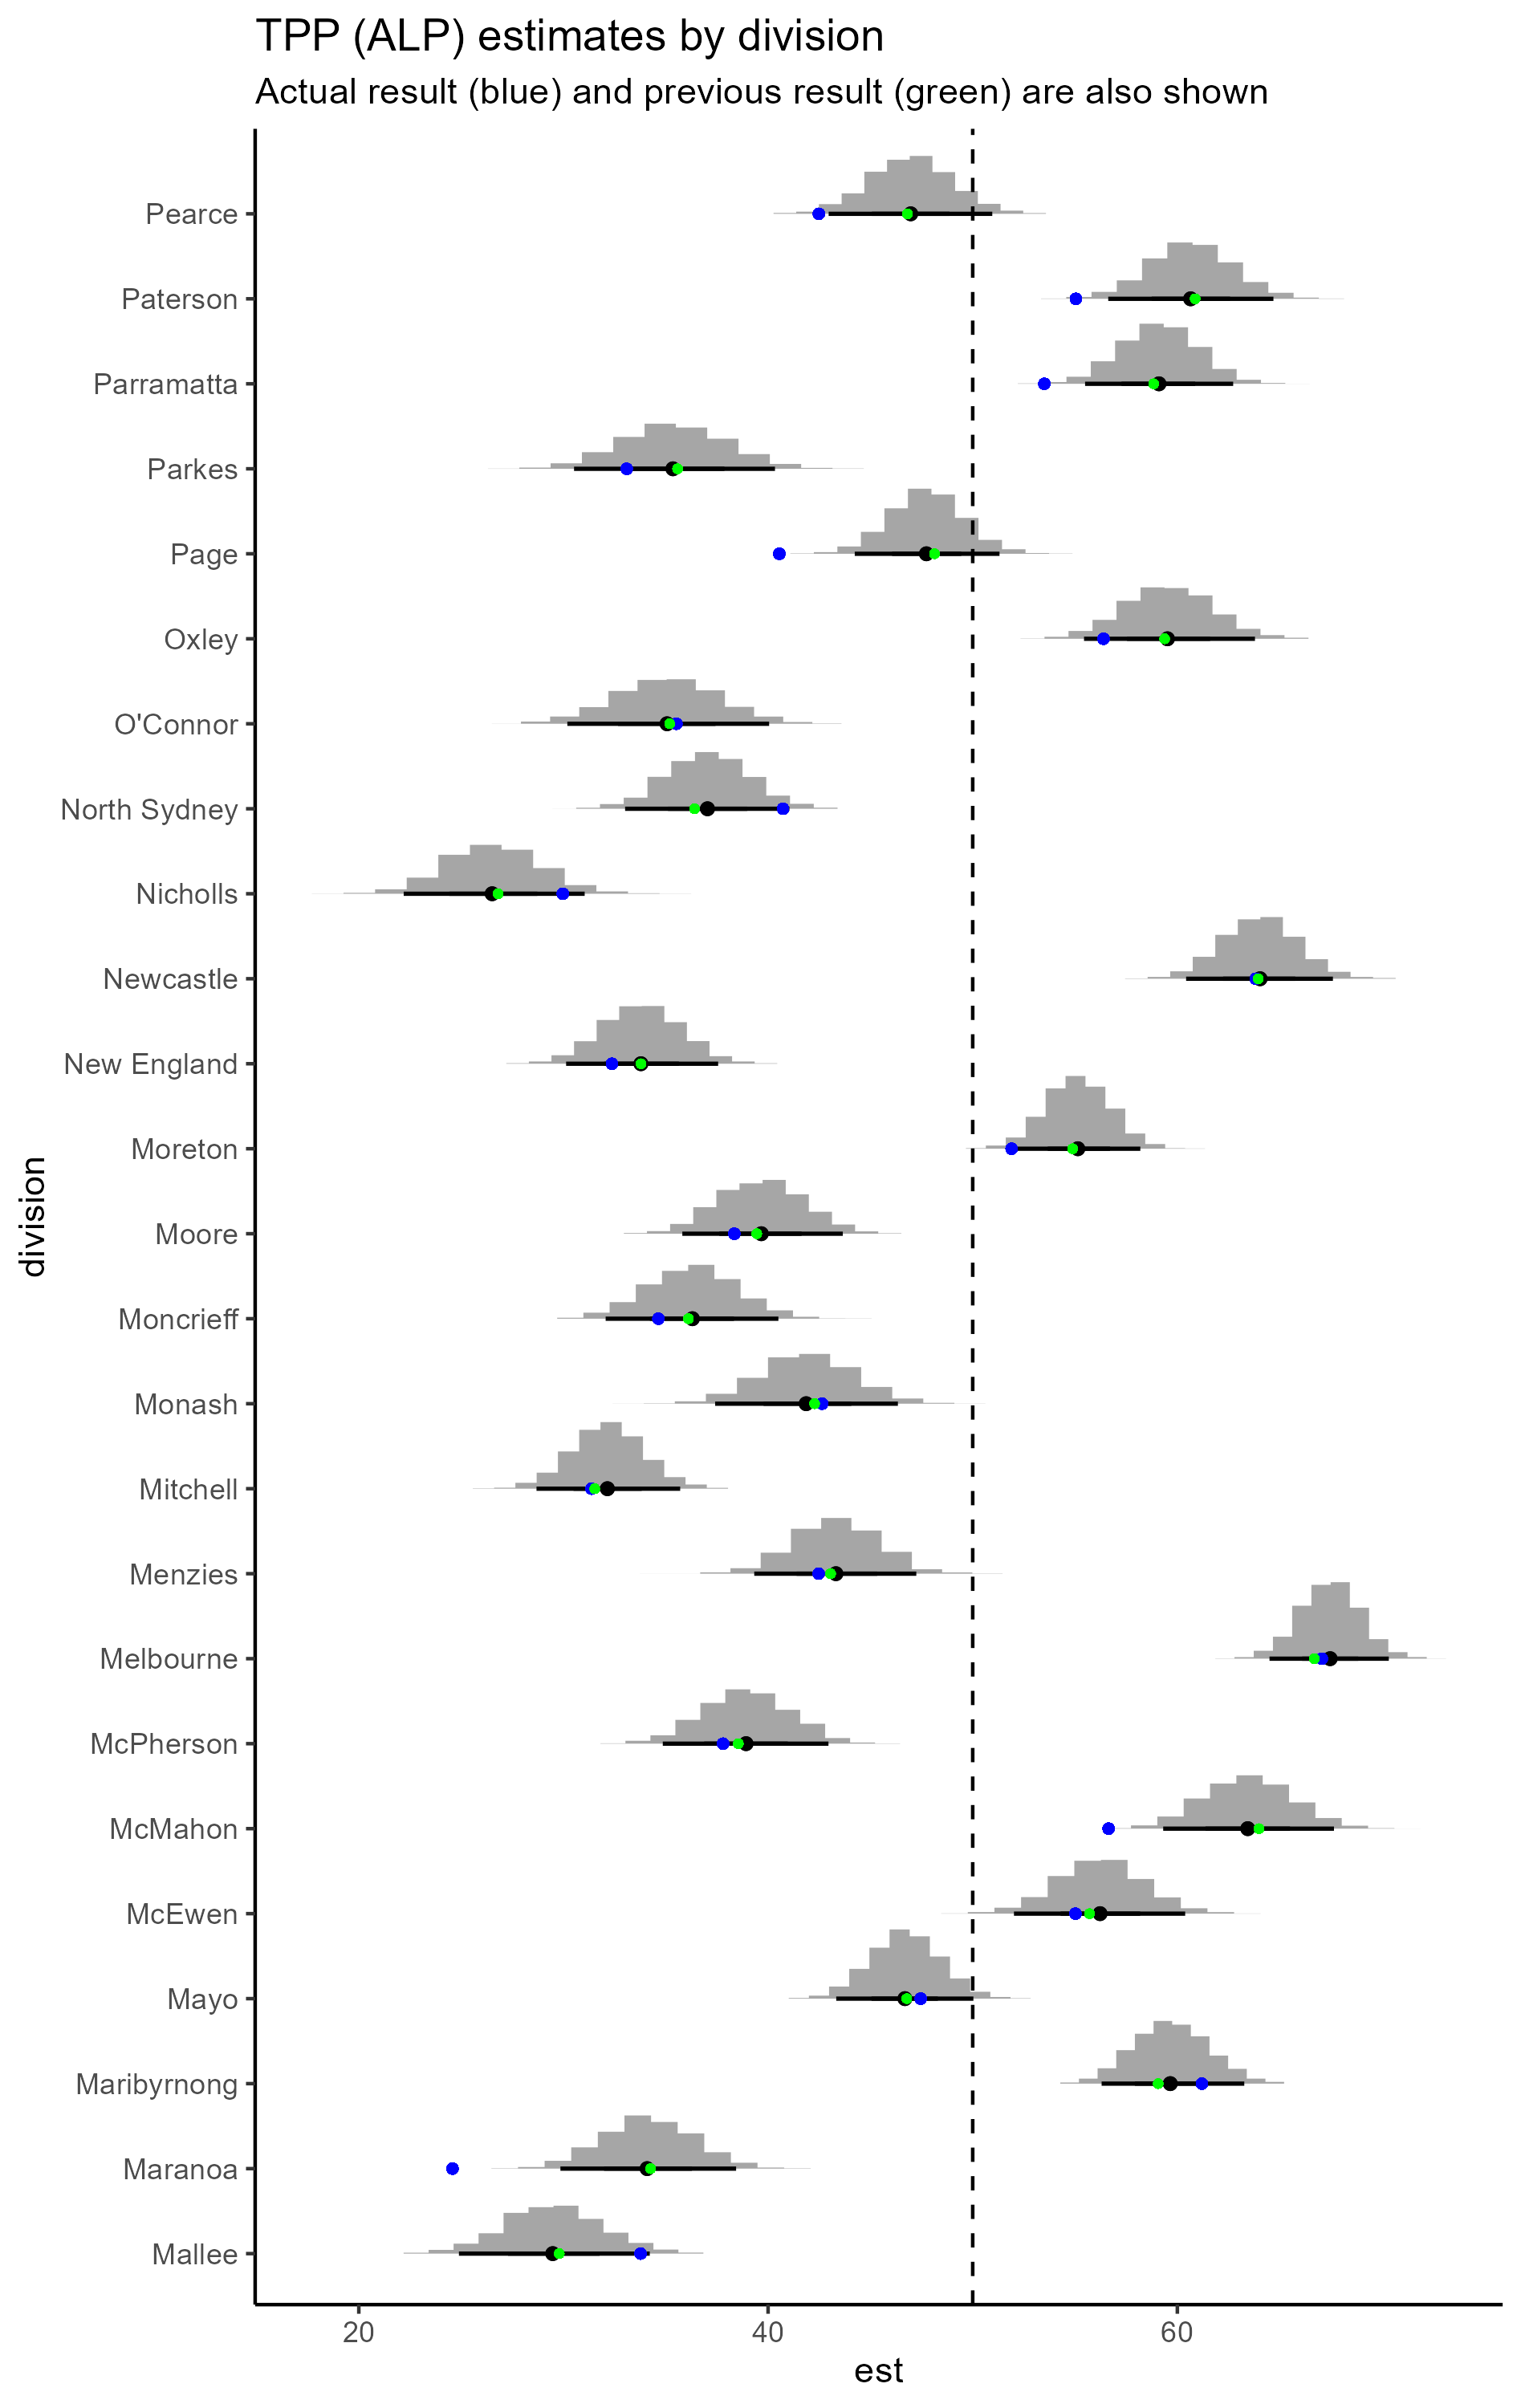 TPP (ALP) estimates by division
Actual result (blue) and previous result (green) are also shown
Pearce
Paterson
Parramatta
Parkes
Page
Oxley
O'Connor
North Sydney
Nicholls
Newcastle
New England
Moreton
Moore
Moncrieff
Monash
Mitchell
Menzies
Melbourne
McPherson
McMahon
McEwen
Mayo
Maribyrnong
Maranoa
Mallee
division
20
40
60
est